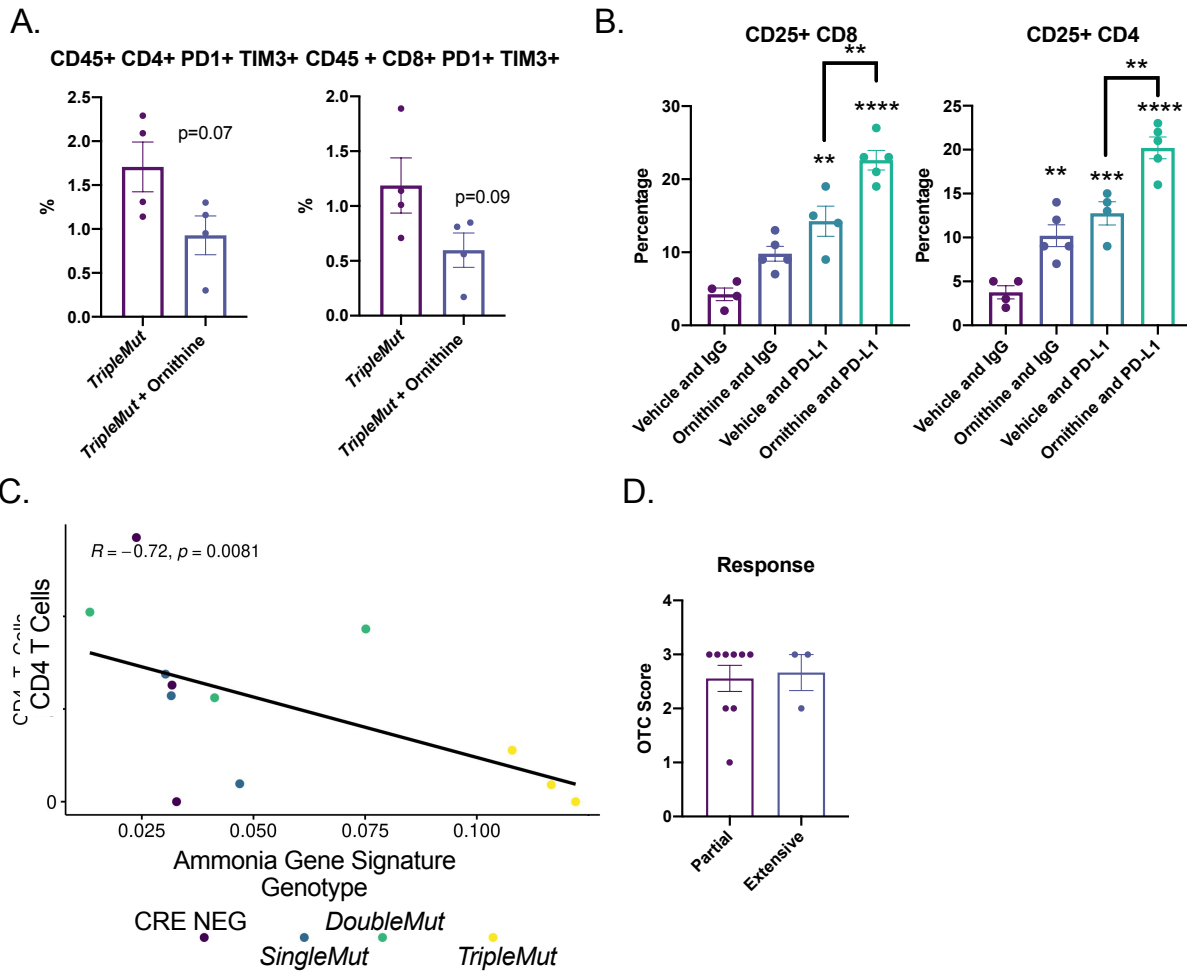 A.
CD45+ CD4+ PD1+ TIM3+ CD45 + CD8+ PD1+ TIM3+
2.5
2.0
1.5
1.0
0.5
0.0
%
p=0.07
TripleMut
TripleMut + Ornithine
2.0
1.5
1.0
0.5
0.0
%
p=0.09
TripleMut
TripleMut + Ornithine
B.
CD25+ CD8
**
****
**
30
20
10
0
Percentage
Vehicle and IgG
Ornithine and IgG
Vehicle and PD-L1
Ornithine and PD-L1
CD25+ CD4
**
****
**
***
25
20
15
10
5
0
Percentage
Vehicle and IgG
Ornithine and IgG
Vehicle and PD-L1
Ornithine and PD-L1
C.
R = −0.72, p = 0.0081
CD4 T Cells
0
0.025
0.050
0.075
0.100
Ammonia Gene Signature
Genotype
CRE NEG
DoubleMut
SingleMut
TripleMut
D.
Response
4
3
2
1
0
OTC Score
Partial
Extensive